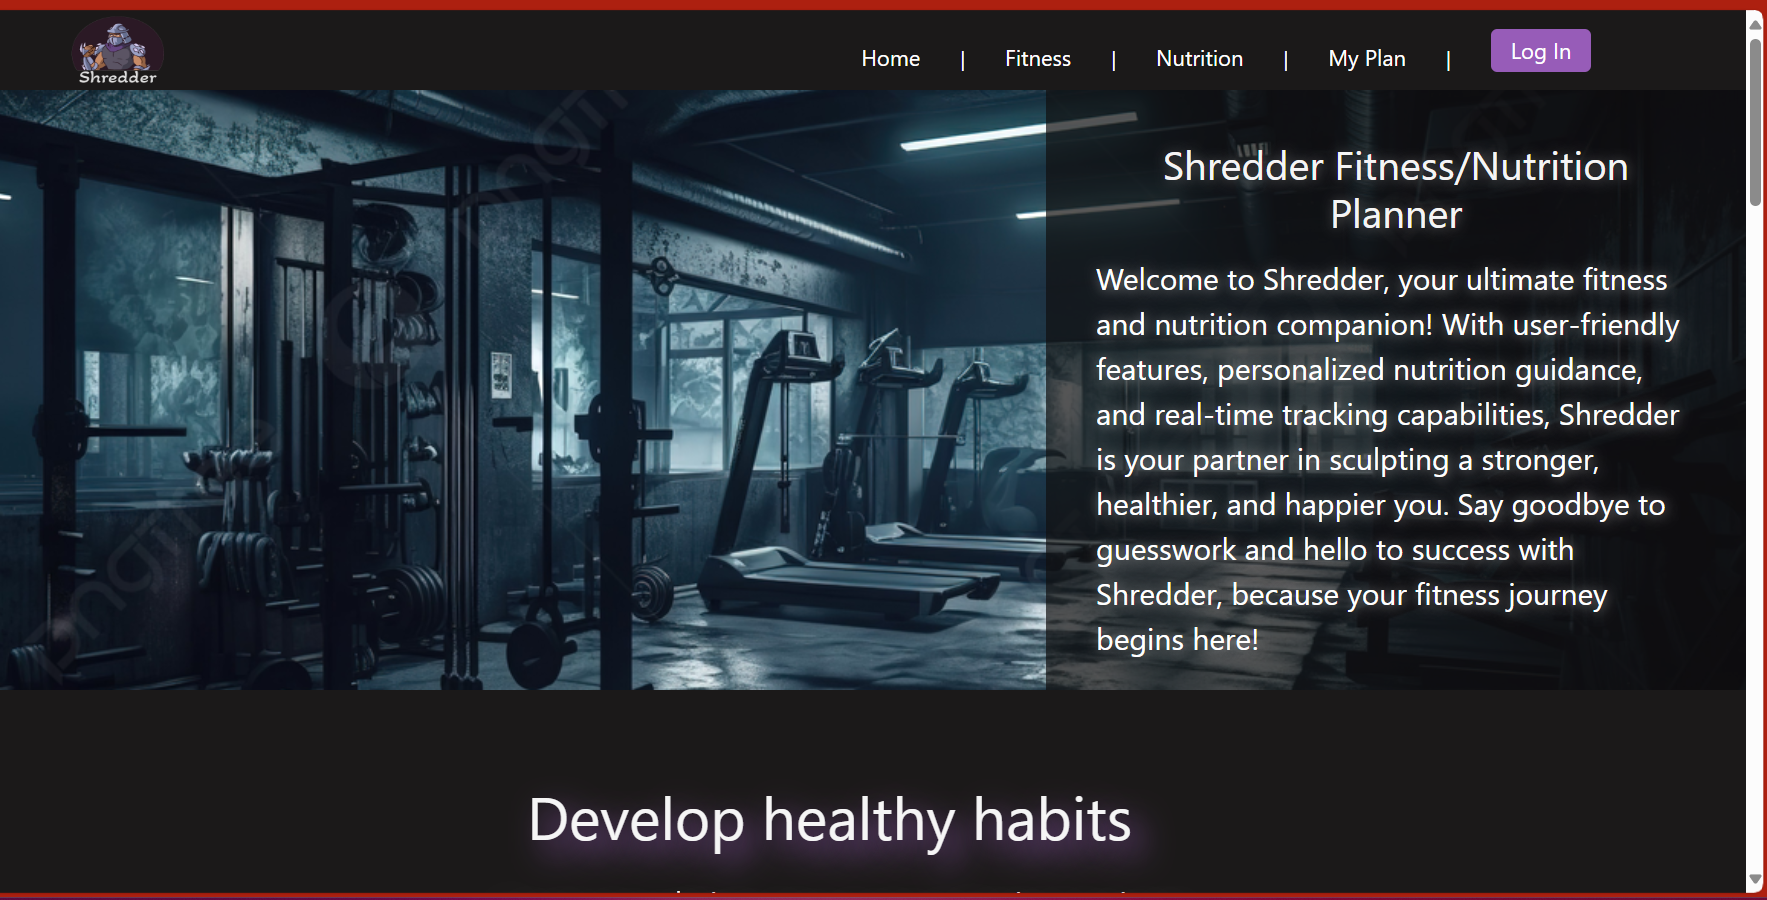 Shredder
Home | Fitness | Nutrition | My Plan | Log In
Shredder Fitness/Nutrition
Planner
Welcome to Shredder, your ultimate fitness
and nutrition companion! With user-friendly
features, personalized nutrition guidance,
and real-time tracking capabilities, Shredder
is your partner in sculpting a stronger,
healthier, and happier you. Say goodbye to
guesswork and hello to success with
Shredder, because your fitness journey
begins here!
Develop healthy habits